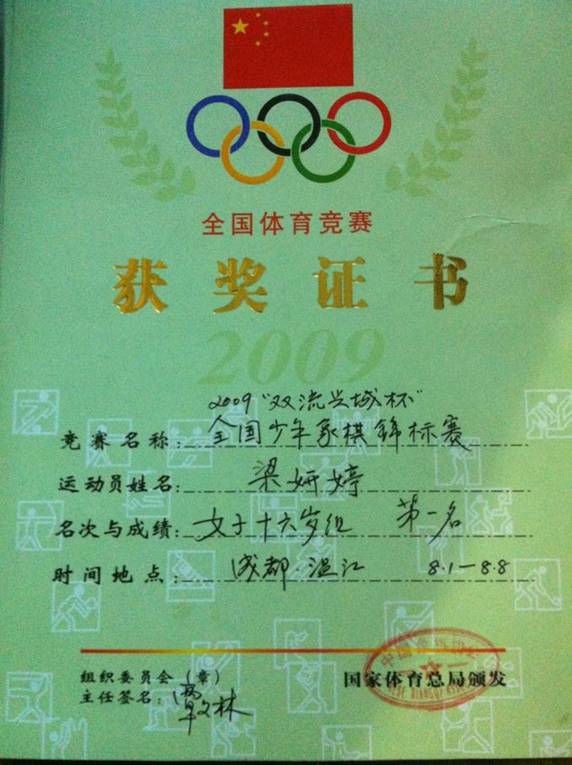 全国体育竞赛
获奖证书
2009
2009“双流兴城杯”
竞赛名称: 全国少年象棋锦标赛
运动员姓名: 梁妍婷
名次与成绩: 女子十六岁组 第一名
时间地点: 成都·温江 8.1—8.8
组织委员会(章)
主任签名:
国家体育总局颁发